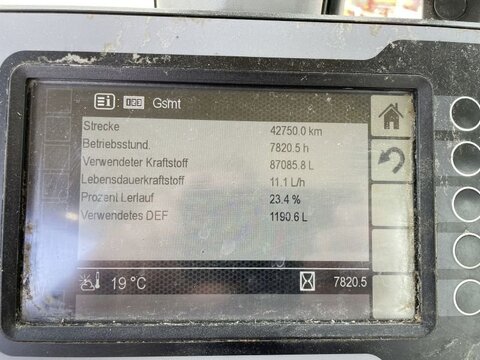 Gsmt
Strecke 42750.0 km
Betriebsstund. 7820.5 h
Verwendeter Kraftstoff 87085.8 L
Lebensdauerkraftstoff 11.1 L/h
Prozent Lerlauf 23.4 %
Verwendetes DEF 1190.6 L
19 °C 7820.5